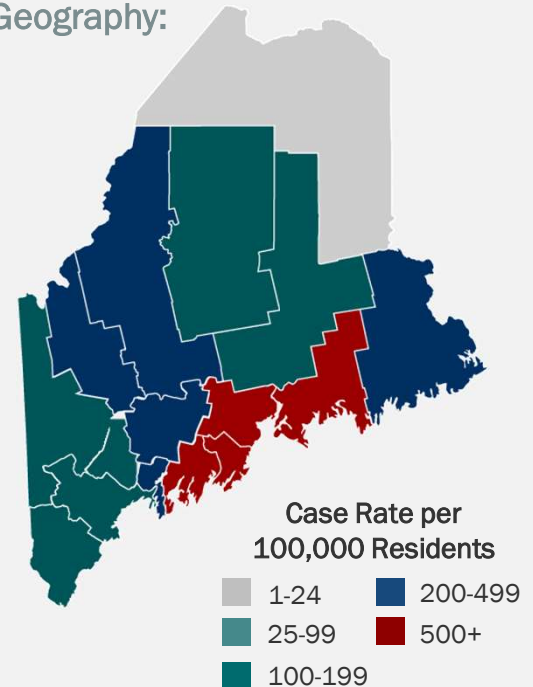 Geography:
Case Rate per
100,000 Residents
1-24
200-499
25-99
500+
100-199